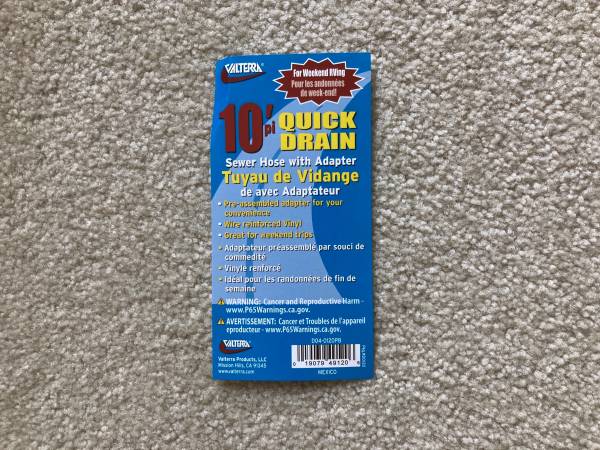 VALTERRA®
For Weekend RVing
Pour les andonnées
de week-end!
10' pi QUICK
DRAIN
Sewer Hose with Adapter
Tuyau de Vidange
de avec Adaptateur
• Pre-assembled adapter for your
convenience
• Wire reinforced Vinyl
• Great for weekend trips
• Adaptateur préassemblé par souci de
commedité
• Vinyle renforcé
• Idéal pour les randonnées de fin de
semaine
WARNING: Cancer and Reproductive Harm -
www.P65Warnings.ca.gov.
AVERTISSEMENT: Cancer et Troubles de l'appareil
eproducteur - www.P65Warnings.ca.gov.
VALTERRA
Valterra Products, LLC
Mission Hills, CA 91345
www.valterra.com
D04-0120PB
0 19079 49120
MEXICO